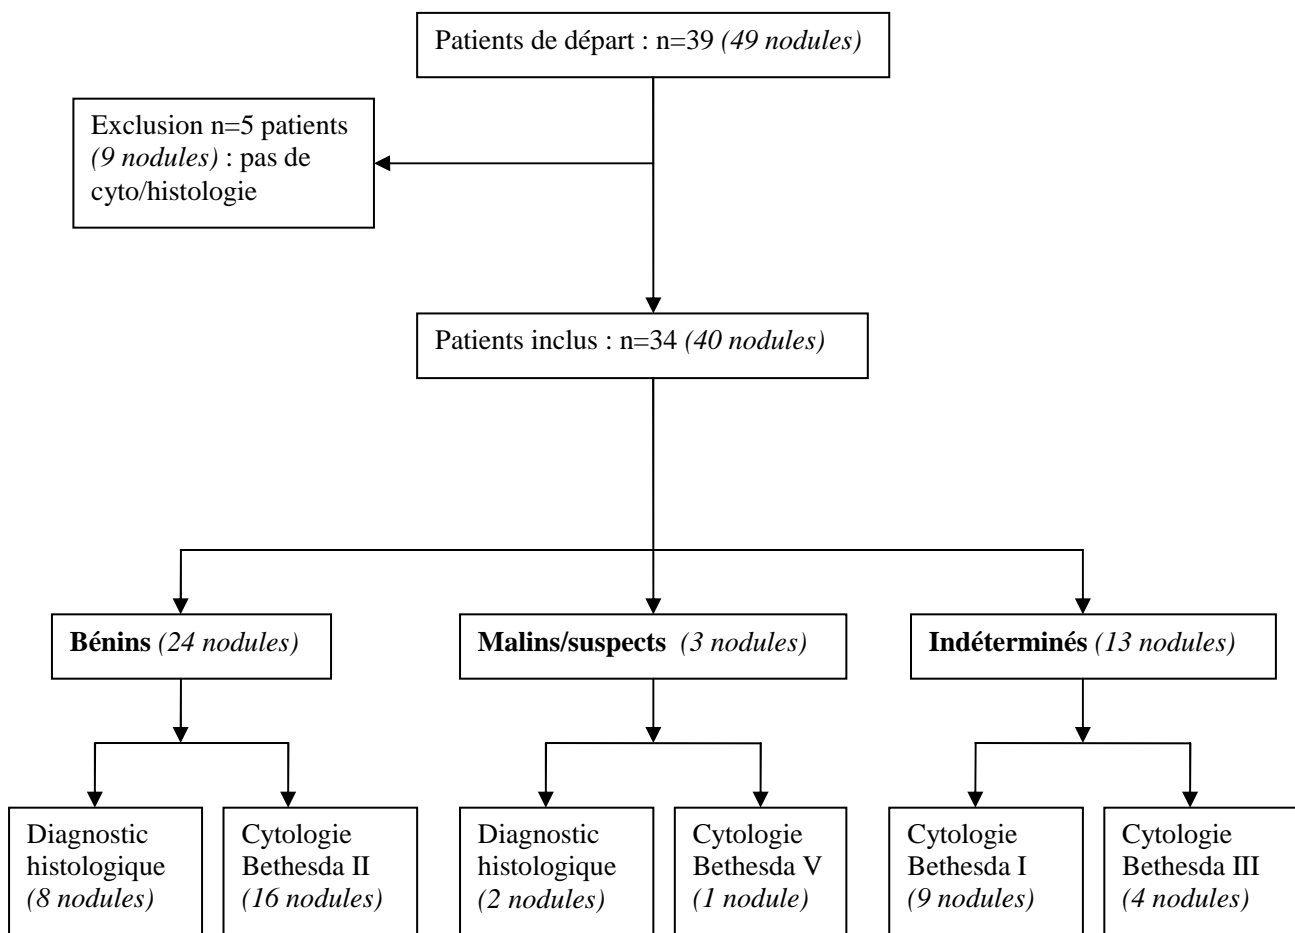 Patients de départ : n=39 (49 nodules)
Exclusion n=5 patients
(9 nodules) : pas de
cyto/histologie
Patients inclus : n=34 (40 nodules)
Bénins (24 nodules)
Malins/suspects (3 nodules)
Indéterminés (13 nodules)
Diagnostic
histologique
(8 nodules)
Cytologie
Bethesda II
(16 nodules)
Diagnostic
histologique
(2 nodules)
Cytologie
Bethesda V
(1 nodule)
Cytologie
Bethesda I
(9 nodules)
Cytologie
Bethesda III
(4 nodules)